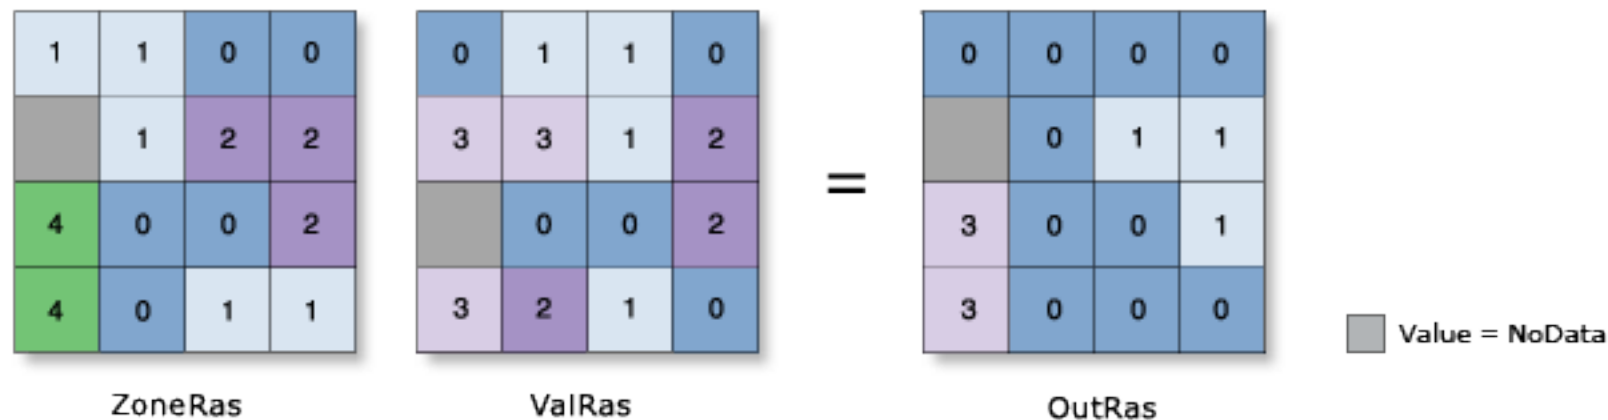 1 1 0 0 0 1 1 0 0 0 0 0
1 2 2 3 3 1 2 0 1 1
=
4 0 0 2 0 0 2 3 0 0 1
4 0 1 1 3 2 1 0 3 0 0 0
Value = NoData
ZoneRas ValRas OutRas